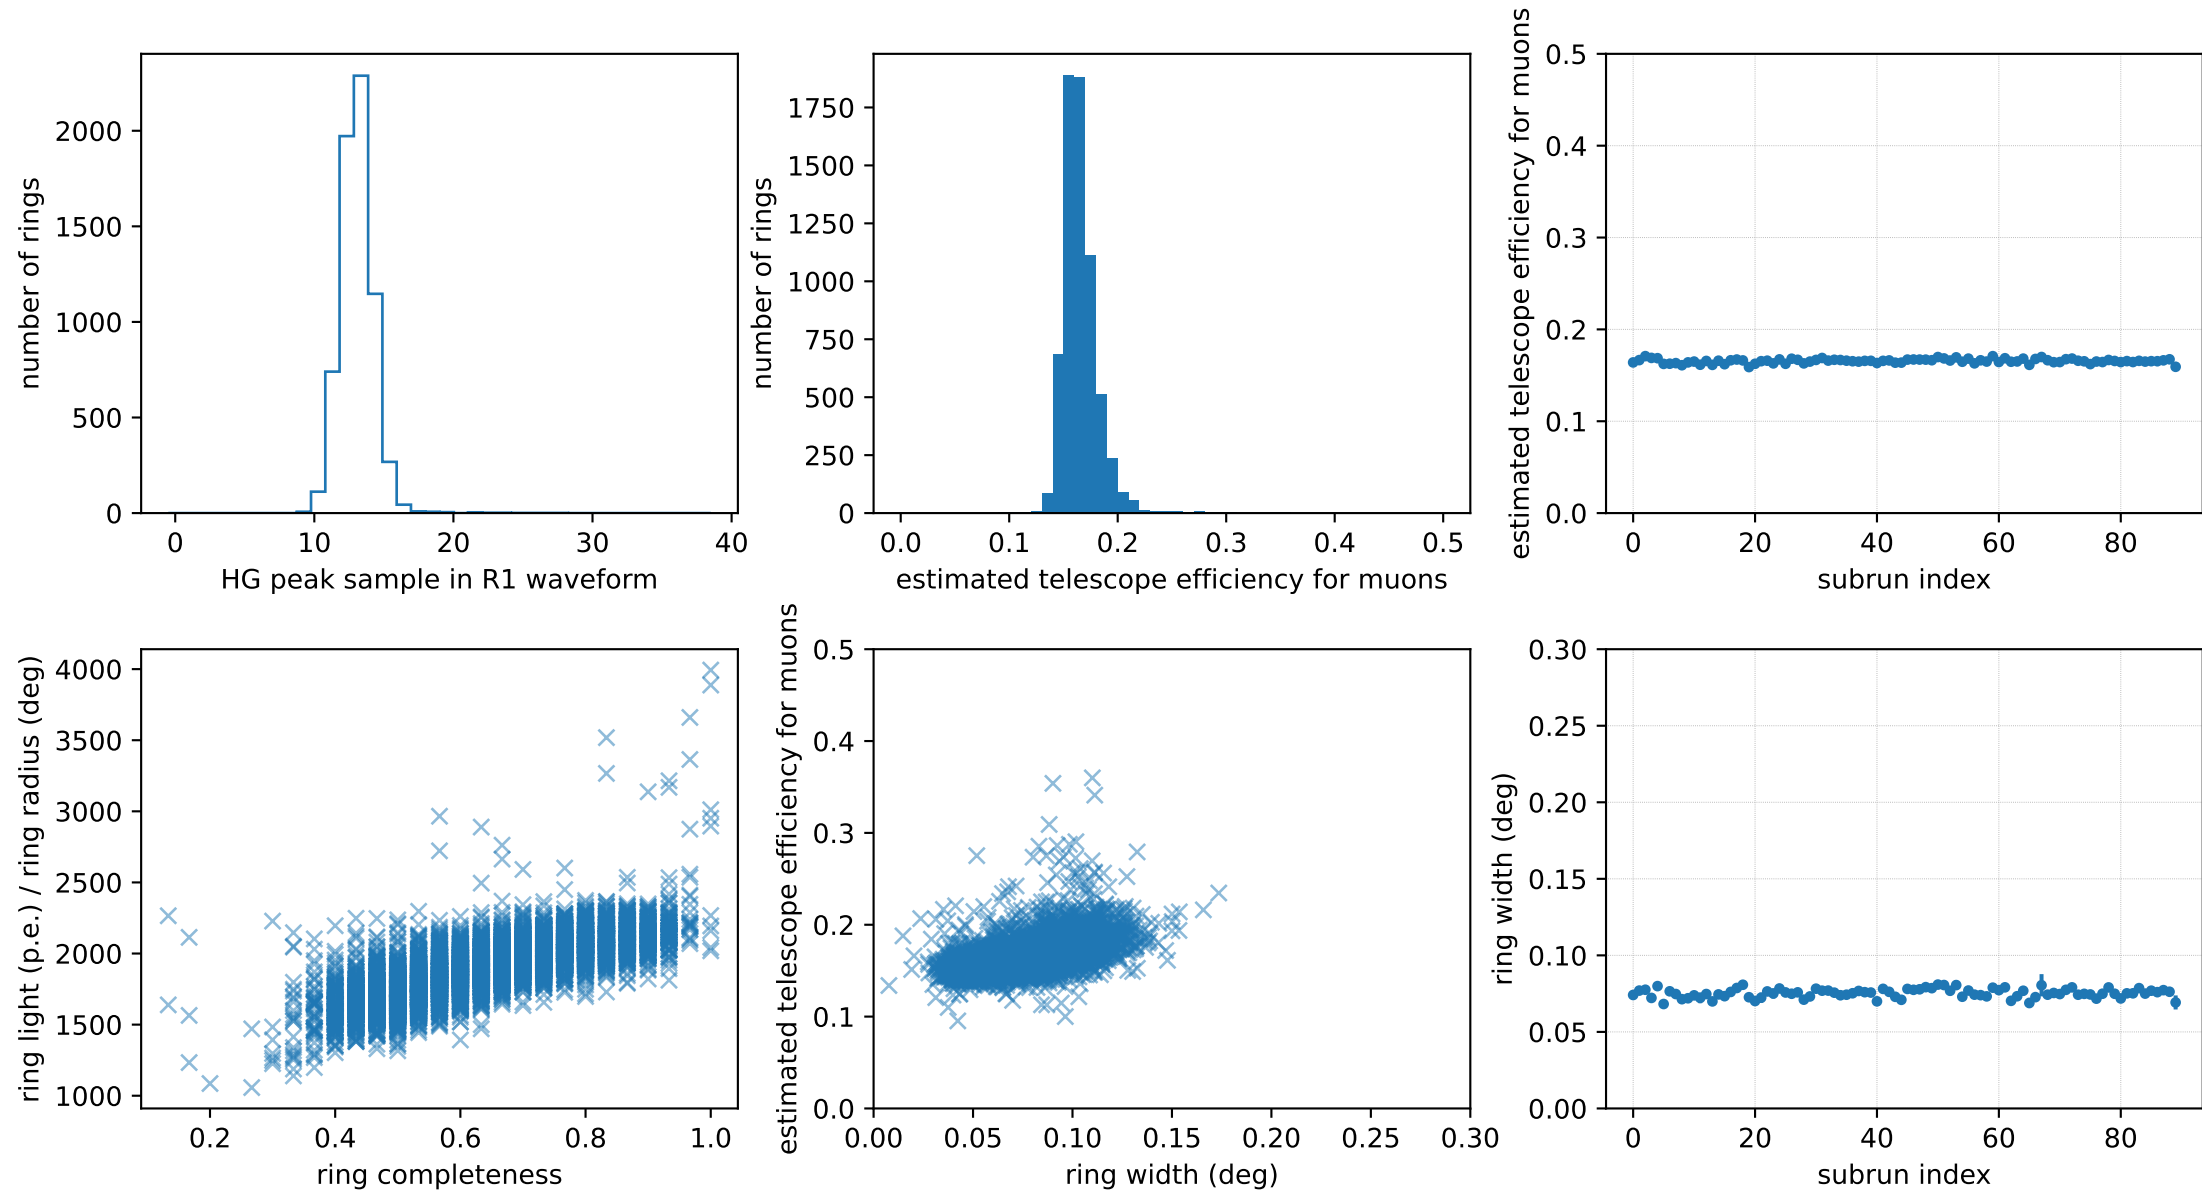 number of rings
2000
1500
1000
500
0
0 10 20 30 40
HG peak sample in R1 waveform
number of rings
1750
1500
1250
1000
750
500
250
0
0.0 0.1 0.2 0.3 0.4 0.5
estimated telescope efficiency for muons
estimated telescope efficiency for muons
0.5
0.4
0.3
0.2
0.1
0.0
0 20 40 60 80
subrun index
ring light (p.e.) / ring radius (deg)
4000
3500
3000
2500
2000
1500
1000
0.2 0.4 0.6 0.8 1.0
ring completeness
estimated telescope efficiency for muons
0.5
0.4
0.3
0.2
0.1
0.0
0.00 0.05 0.10 0.15 0.20 0.25 0.30
ring width (deg)
ring width (deg)
0.30
0.25
0.20
0.15
0.10
0.05
0.00
0 20 40 60 80
subrun index